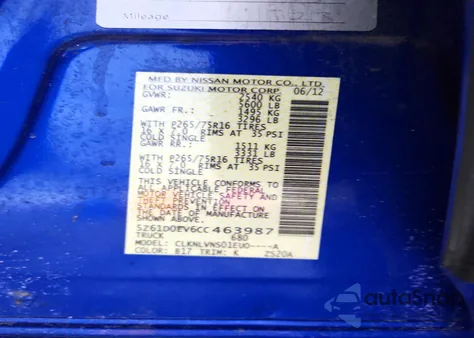 Mileage
MFD BY NISSAN MOTOR CO., LTD.
FOR SUZUKI MOTOR CORP. 06/12
GVWR: 2540 KG
5600 LB
GAWR FR.: 1495 KG
3296 LB
WITH P265/75R16 TIRES
16 X 7.0 RIMS AT 35 PSI
COLD SINGLE
GAWR RR.: 1511 KG
3331 LB
WITH P265/75R16 TIRES
16 X 7.0 RIMS AT 35 PSI
COLD SINGLE
THIS VEHICLE CONFORMS TO
ALL APPLICABLE FEDERAL
MOTOR VEHICLE SAFETY AND
THEFT PREVENTION
STANDARDS IN EFFECT ON
THE DATE OF MANUFACTURE
SHOWN ABOVE.
463987
TRUCK 680
MODEL: CLKNLVNS01EUO----A
COLOR: B17 TRIM: K 2S20A
autoSnap